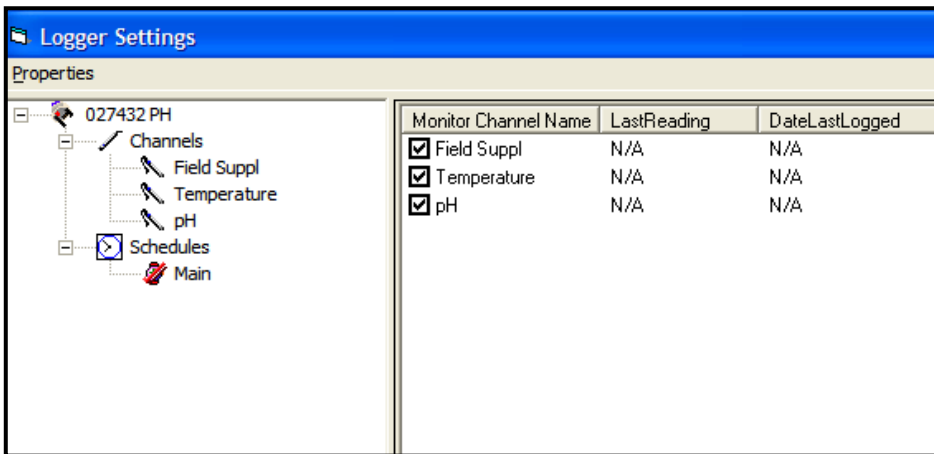 Logger Settings
Properties
027432 PH
Channels
Field Suppl
Temperature
pH
Schedules
Main
Monitor Channel Name LastReading DateLastLogged
Field Suppl N/A N/A
Temperature N/A N/A
pH N/A N/A